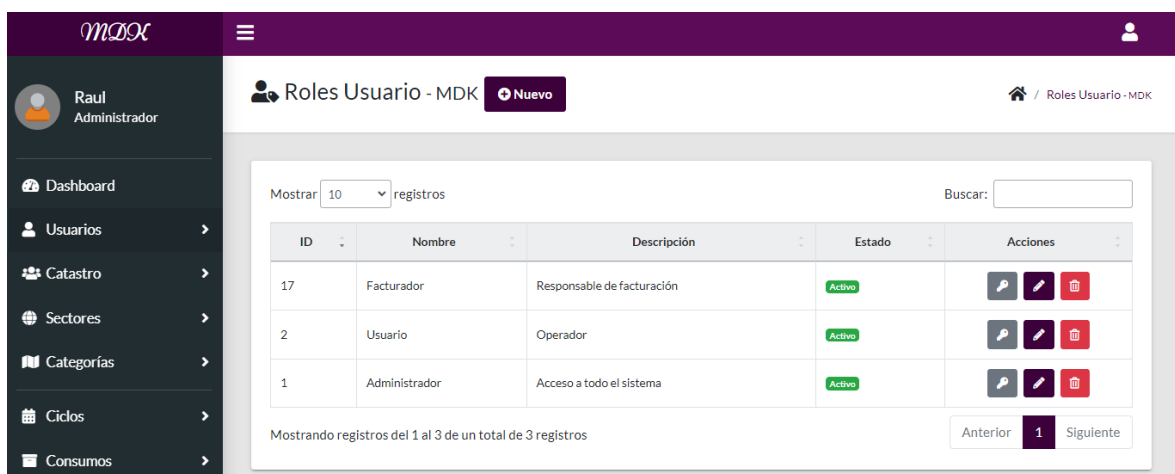 MDK
Raul
Administrador
Dashboard
Usuarios
Catastro
Sectores
Categorías
Ciclos
Consumos
Roles Usuario - MDK Nuevo
/ Roles Usuario - MDK
Mostrar 10 registros Buscar:
ID Nombre Descripción Estado Acciones
17 Facturador Responsable de facturación Activo
2 Usuario Operador Activo
1 Administrador Acceso a todo el sistema Activo
Mostrando registros del 1 al 3 de un total de 3 registros Anterior 1 Siguiente